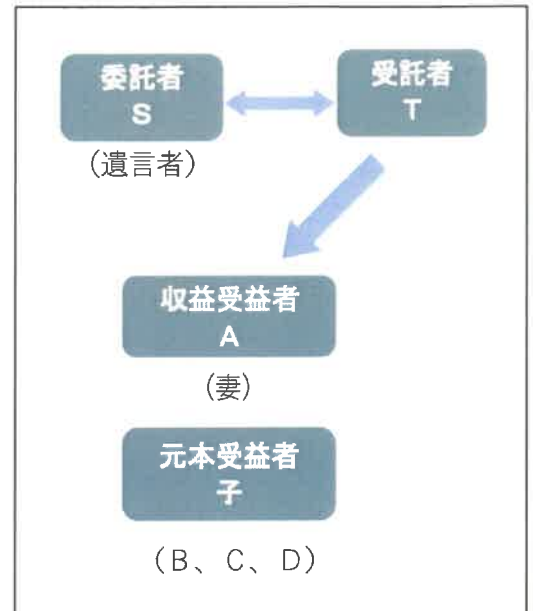 委託者
S
(遺言者)
受託者
T
収益受益者
A
(妻)
元本受益者
子
(B、C、D)